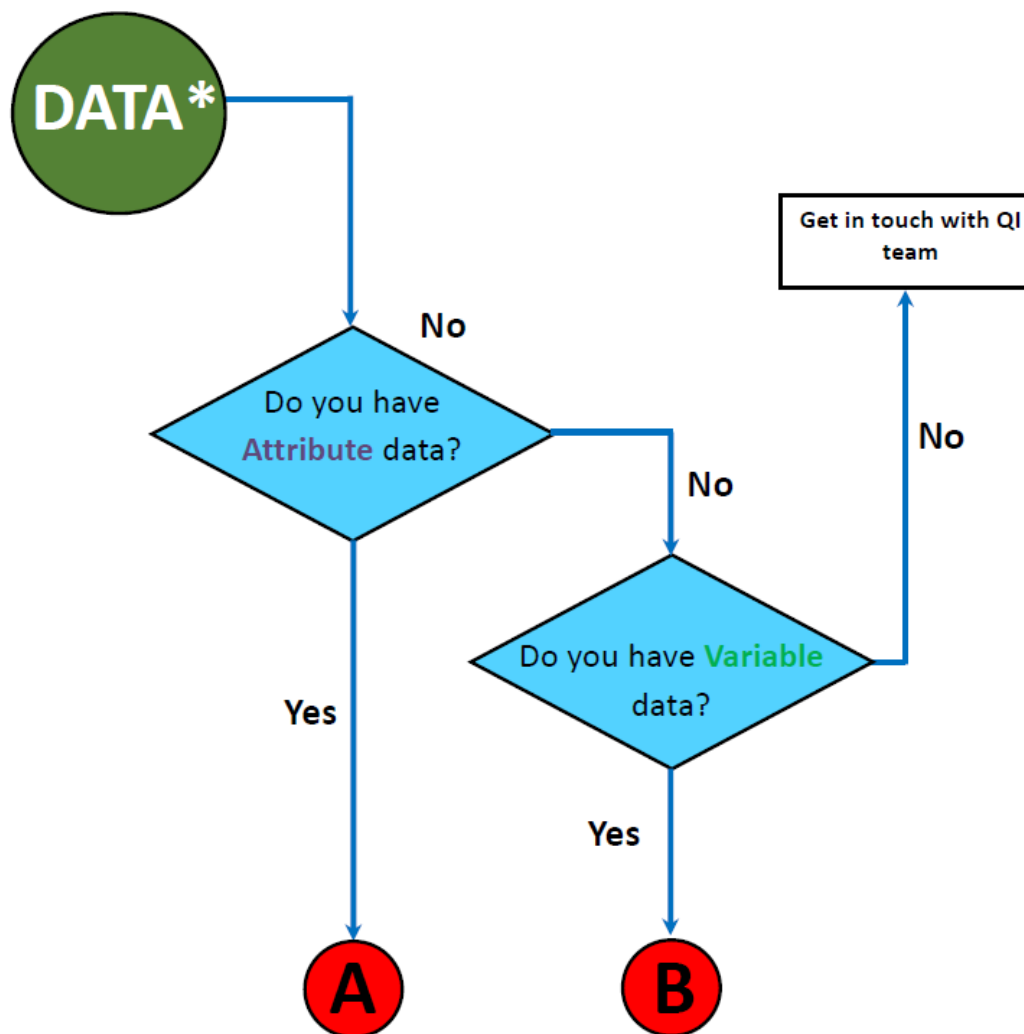 DATA*
Get in touch with QI
team
No
Do you have
Attribute data?
No
No
Do you have Variable
data?
Yes
Yes
A
B